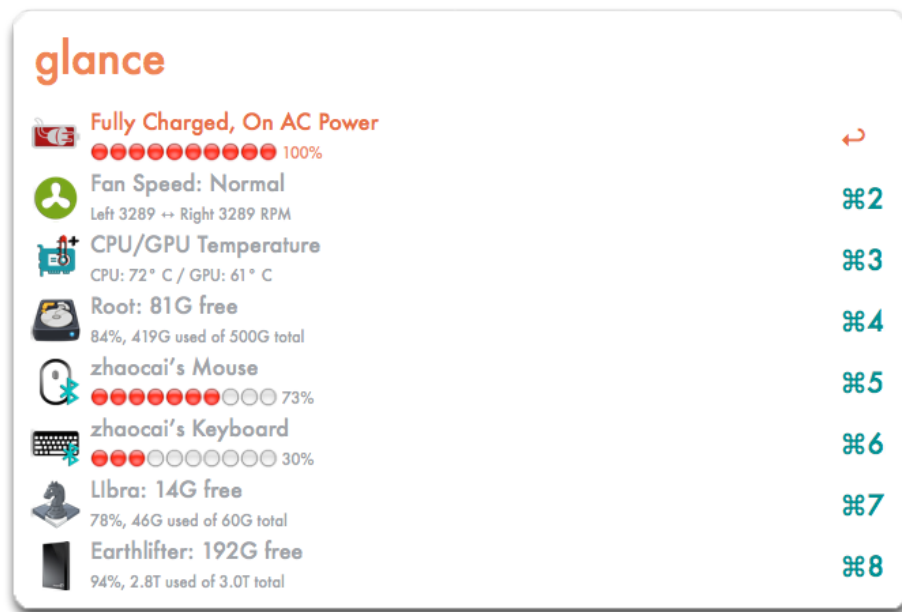 glance
Fully Charged, On AC Power
100%
↩
Fan Speed: Normal
Left 3289 ↔ Right 3289 RPM
⌘2
CPU/GPU Temperature
CPU: 72° C / GPU: 61° C
⌘3
Root: 81G free
84%, 419G used of 500G total
⌘4
zhaocai’s Mouse
73%
⌘5
zhaocai’s Keyboard
30%
⌘6
LIbra: 14G free
78%, 46G used of 60G total
⌘7
Earthlifter: 192G free
94%, 2.8T used of 3.0T total
⌘8